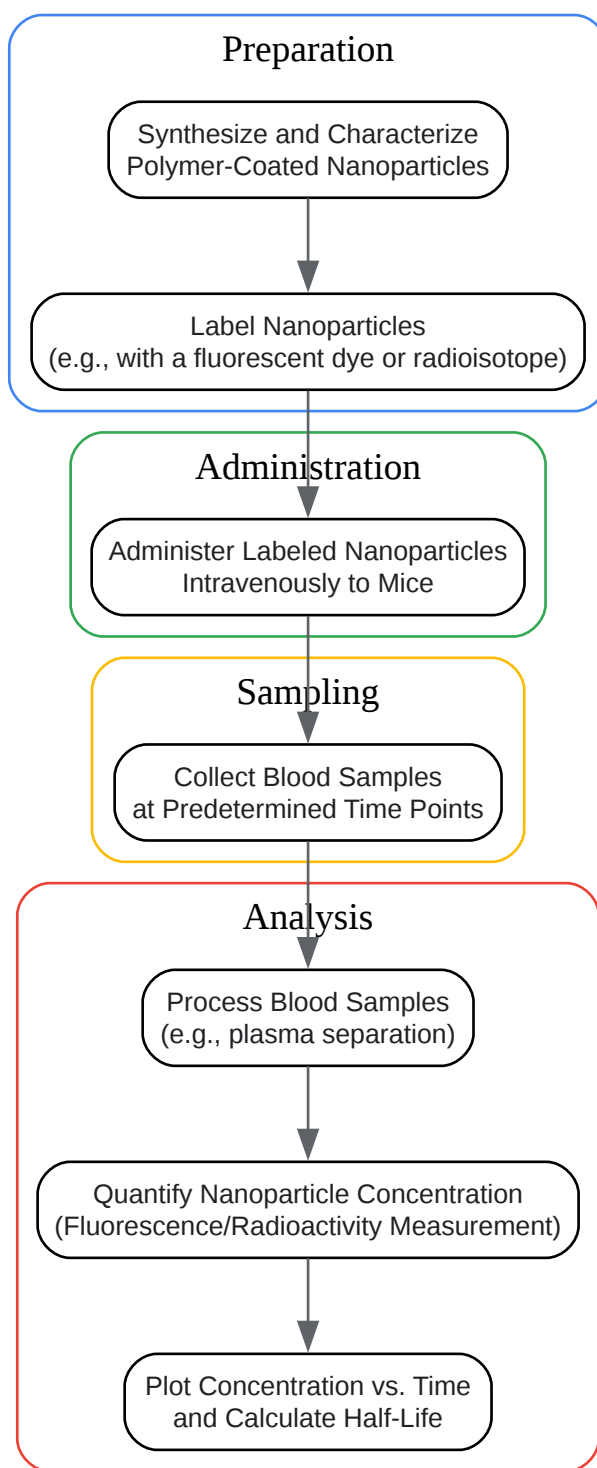 Preparation
Synthesize and Characterize
Polymer-Coated Nanoparticles
Label Nanoparticles
(e.g., with a fluorescent dye or radioisotope)
Administration
Administer Labeled Nanoparticles
Intravenously to Mice
Sampling
Collect Blood Samples
at Predetermined Time Points
Analysis
Process Blood Samples
(e.g., plasma separation)
Quantify Nanoparticle Concentration
(Fluorescence/Radioactivity Measurement)
Plot Concentration vs. Time
and Calculate Half-Life